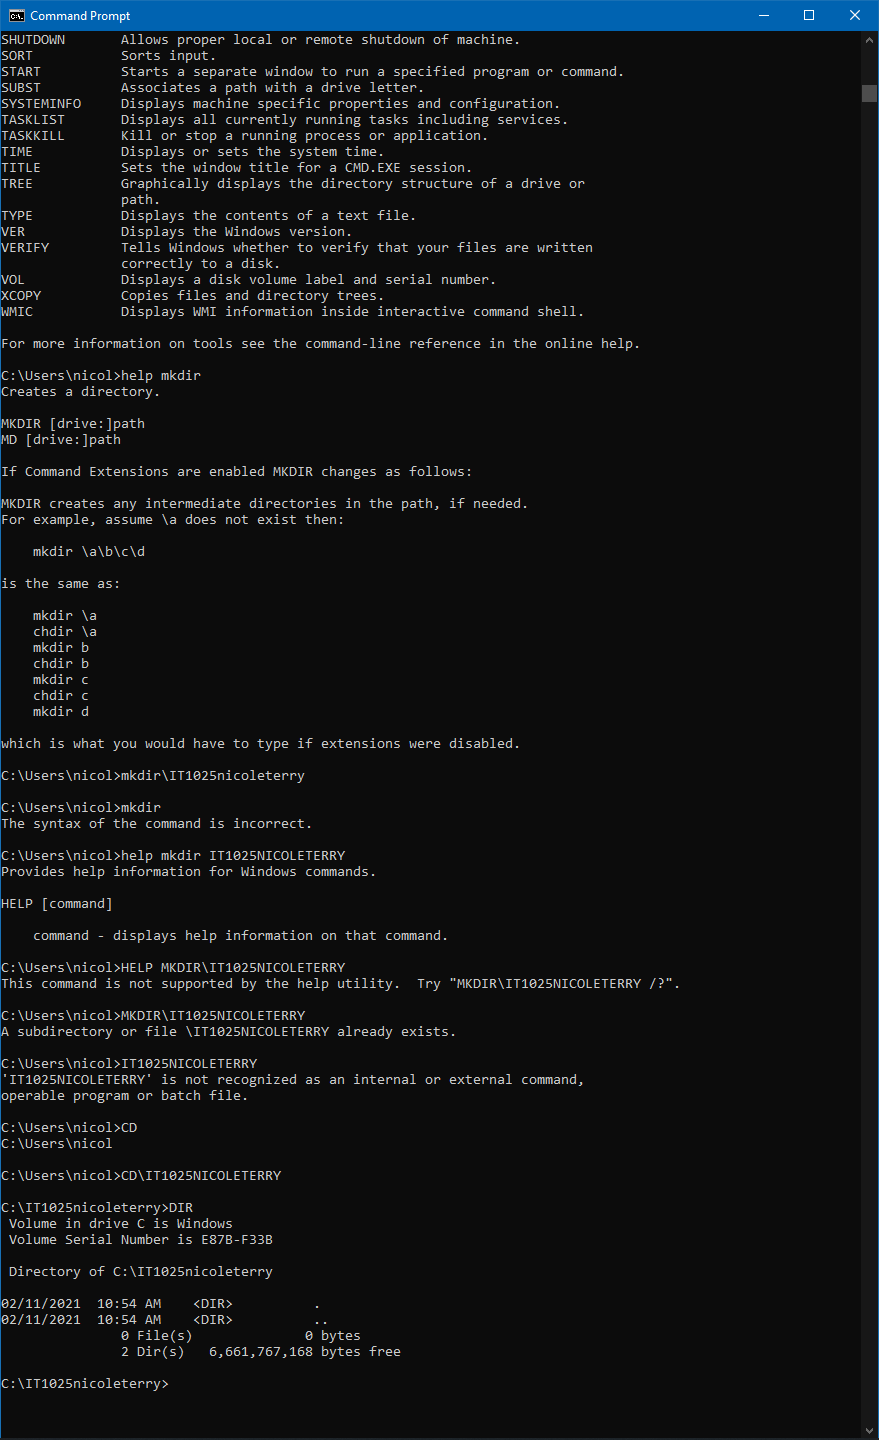 Command Prompt
SHUTDOWN       Allows proper local or remote shutdown of machine.
SORT           Sorts input.
START          Starts a separate window to run a specified program or command.
SUBST          Associates a path with a drive letter.
SYSTEMINFO     Displays machine specific properties and configuration.
TASKLIST       Displays all currently running tasks including services.
TASKKILL       Kill or stop a running process or application.
TIME           Displays or sets the system time.
TITLE          Sets the window title for a CMD.EXE session.
TREE           Graphically displays the directory structure of a drive or
               path.
TYPE           Displays the contents of a text file.
VER            Displays the Windows version.
VERIFY         Tells Windows whether to verify that your files are written
               correctly to a disk.
VOL            Displays a disk volume label and serial number.
XCOPY          Copies files and directory trees.
WMIC           Displays WMI information inside interactive command shell.

For more information on tools see the command-line reference in the online help.

C:\Users\nicol>help mkdir
Creates a directory.

MKDIR [drive:]path
MD [drive:]path

If Command Extensions are enabled MKDIR changes as follows:

MKDIR creates any intermediate directories in the path, if needed.
For example, assume \a does not exist then:

    mkdir \a\b\c\d

is the same as:

    mkdir \a
    chdir \a
    mkdir b
    chdir b
    mkdir c
    chdir c
    mkdir d

which is what you would have to type if extensions were disabled.

C:\Users\nicol>mkdir\IT1025nicoleterry

C:\Users\nicol>mkdir
The syntax of the command is incorrect.

C:\Users\nicol>help mkdir IT1025NICOLETERRY
Provides help information for Windows commands.

HELP [command]

    command - displays help information on that command.

C:\Users\nicol>HELP MKDIR\IT1025NICOLETERRY
This command is not supported by the help utility.  Try "MKDIR\IT1025NICOLETERRY /?".

C:\Users\nicol>MKDIR\IT1025NICOLETERRY
A subdirectory or file \IT1025NICOLETERRY already exists.

C:\Users\nicol>IT1025NICOLETERRY
'IT1025NICOLETERRY' is not recognized as an internal or external command,
operable program or batch file.

C:\Users\nicol>CD
C:\Users\nicol

C:\Users\nicol>CD\IT1025NICOLETERRY

C:\IT1025nicoleterry>DIR
 Volume in drive C is Windows
 Volume Serial Number is E87B-F33B

 Directory of C:\IT1025nicoleterry

02/11/2021  10:54 AM    <DIR>          .
02/11/2021  10:54 AM    <DIR>          ..
               0 File(s)              0 bytes
               2 Dir(s)   6,661,767,168 bytes free

C:\IT1025nicoleterry>